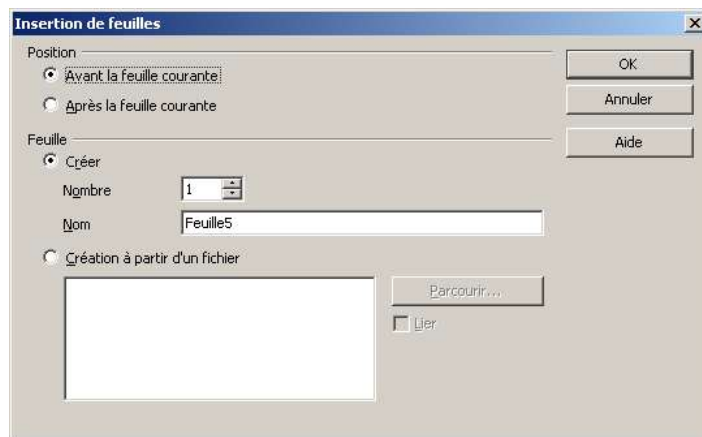 Insertion de feuilles
Position
Avant la feuille courante
Après la feuille courante
OK
Annuler
Aide
Feuille
Créer
Nombre
1
Nom
Feuille5
Création à partir d'un fichier
Parcourir...
Lier